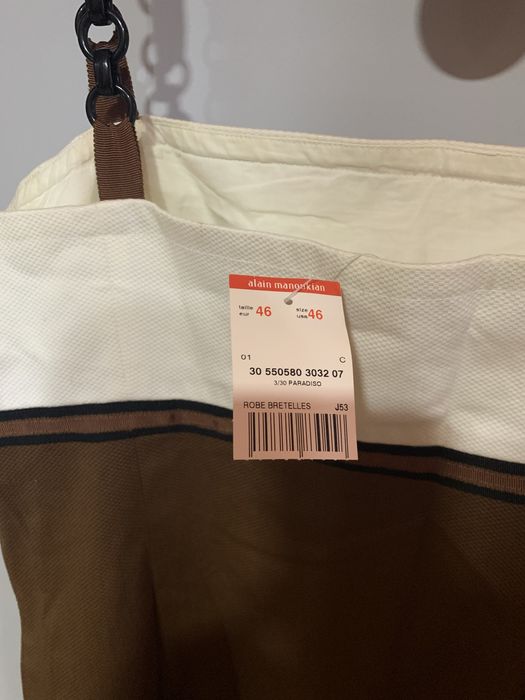 alain manoukian
taille eur 46 size usa 46
01 C
30 550580 3032 07
3/30 PARADISO
ROBE BRETELLES J53